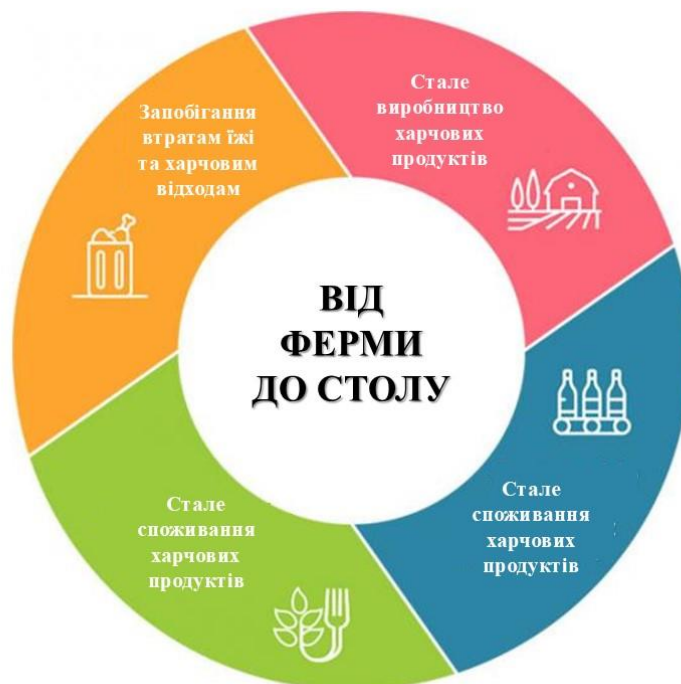 Запобігання
втратам їжі
та харчовим
відходам
Стале
виробництво
харчових
продуктів
ВІД
ФЕРМИ
ДО СТОЛУ
Стале
споживання
харчових
продуктів
Стале
споживання
харчових
продуктів